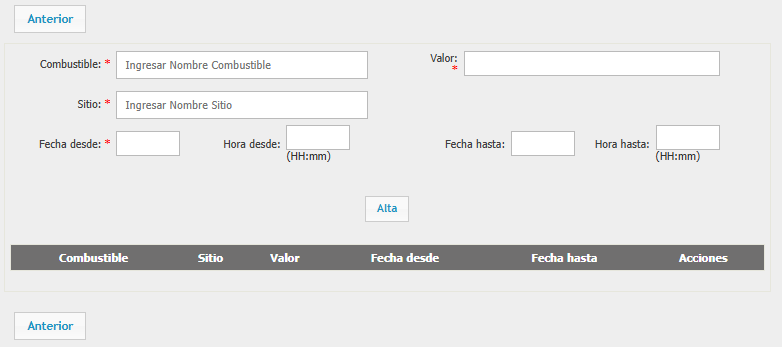 Anterior
Combustible: * Ingresar Nombre Combustible Valor: *
Sitio: * Ingresar Nombre Sitio
Fecha desde: * Hora desde: (HH:mm) Fecha hasta: Hora hasta: (HH:mm)
Alta
Combustible Sitio Valor Fecha desde Fecha hasta Acciones
Anterior